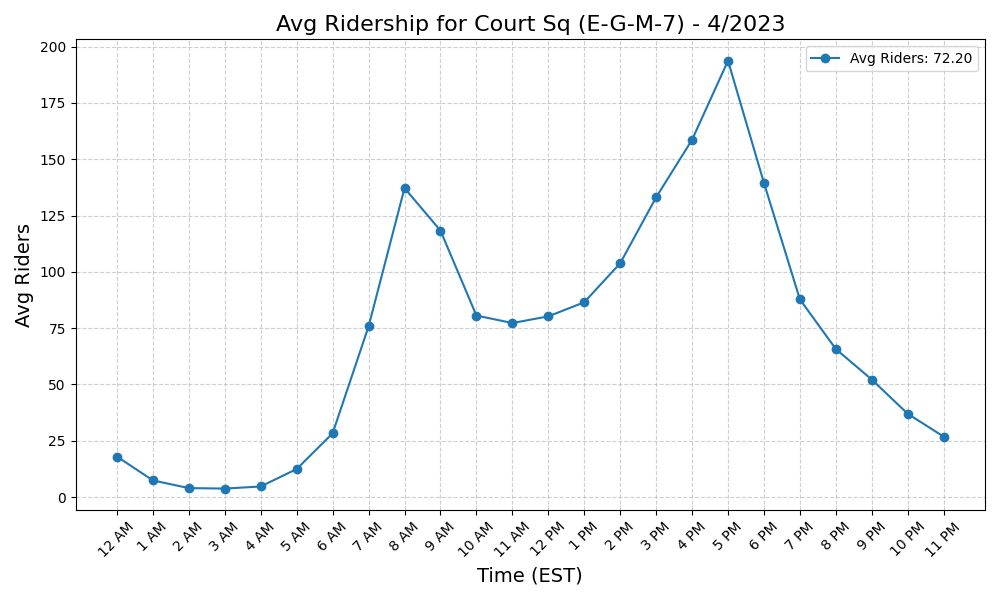 Avg Ridership for Court Sq (E-G-M-7) - 4/2023
Avg Riders: 72.20
Avg Riders
200
175
150
125
100
75
50
25
0
12 AM
1 AM
2 AM
3 AM
4 AM
5 AM
6 AM
7 AM
8 AM
9 AM
10 AM
11 AM
12 PM
1 PM
2 PM
3 PM
4 PM
5 PM
6 PM
7 PM
8 PM
9 PM
10 PM
11 PM
Time (EST)